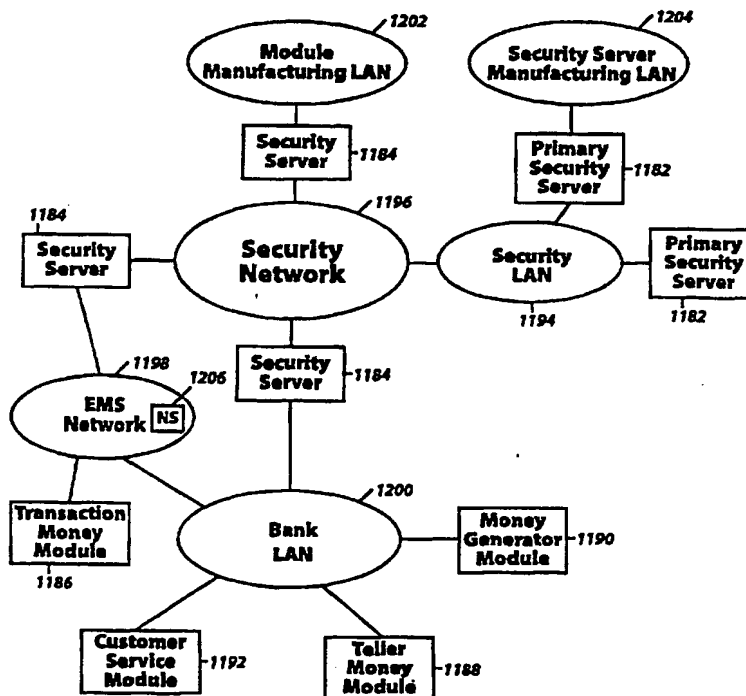 1202
1204
Module
Manufacturing LAN
Security Server
Manufacturing LAN
Security
Server
1184
Primary
Security
Server
1182
1184
1196
Security
Server
Security
Network
Security
LAN
Primary
Security
Server
1194
1182
Security
Server
1184
1198
1206
EMS
Network
NS
1200
Transaction
Money
Module
1186
Bank
LAN
Money
Generator
Module
1190
Customer
Service
Module
1192
Teller
Money
Module
1188